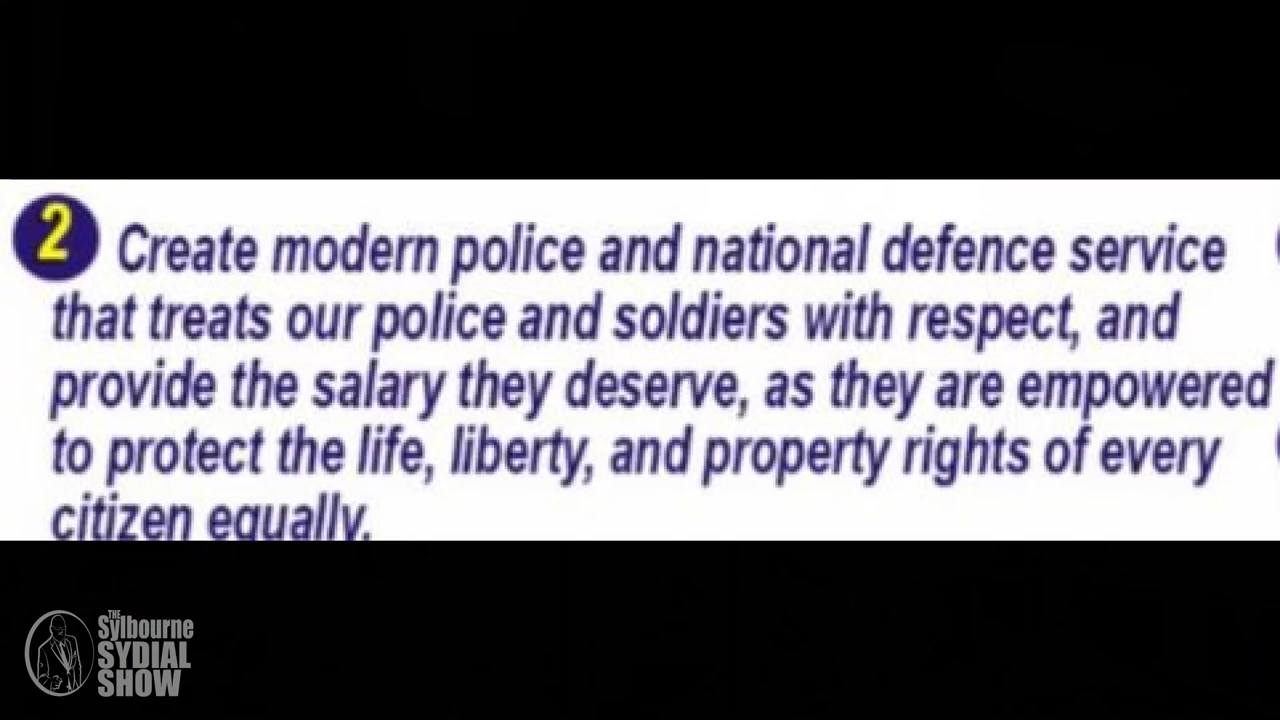 2 Create modern police and national defence service
that treats our police and soldiers with respect, and
provide the salary they deserve, as they are empowered
to protect the life, liberty, and property rights of every
citizen equally.
THE
Sylbourne
SYDIAL
SHOW